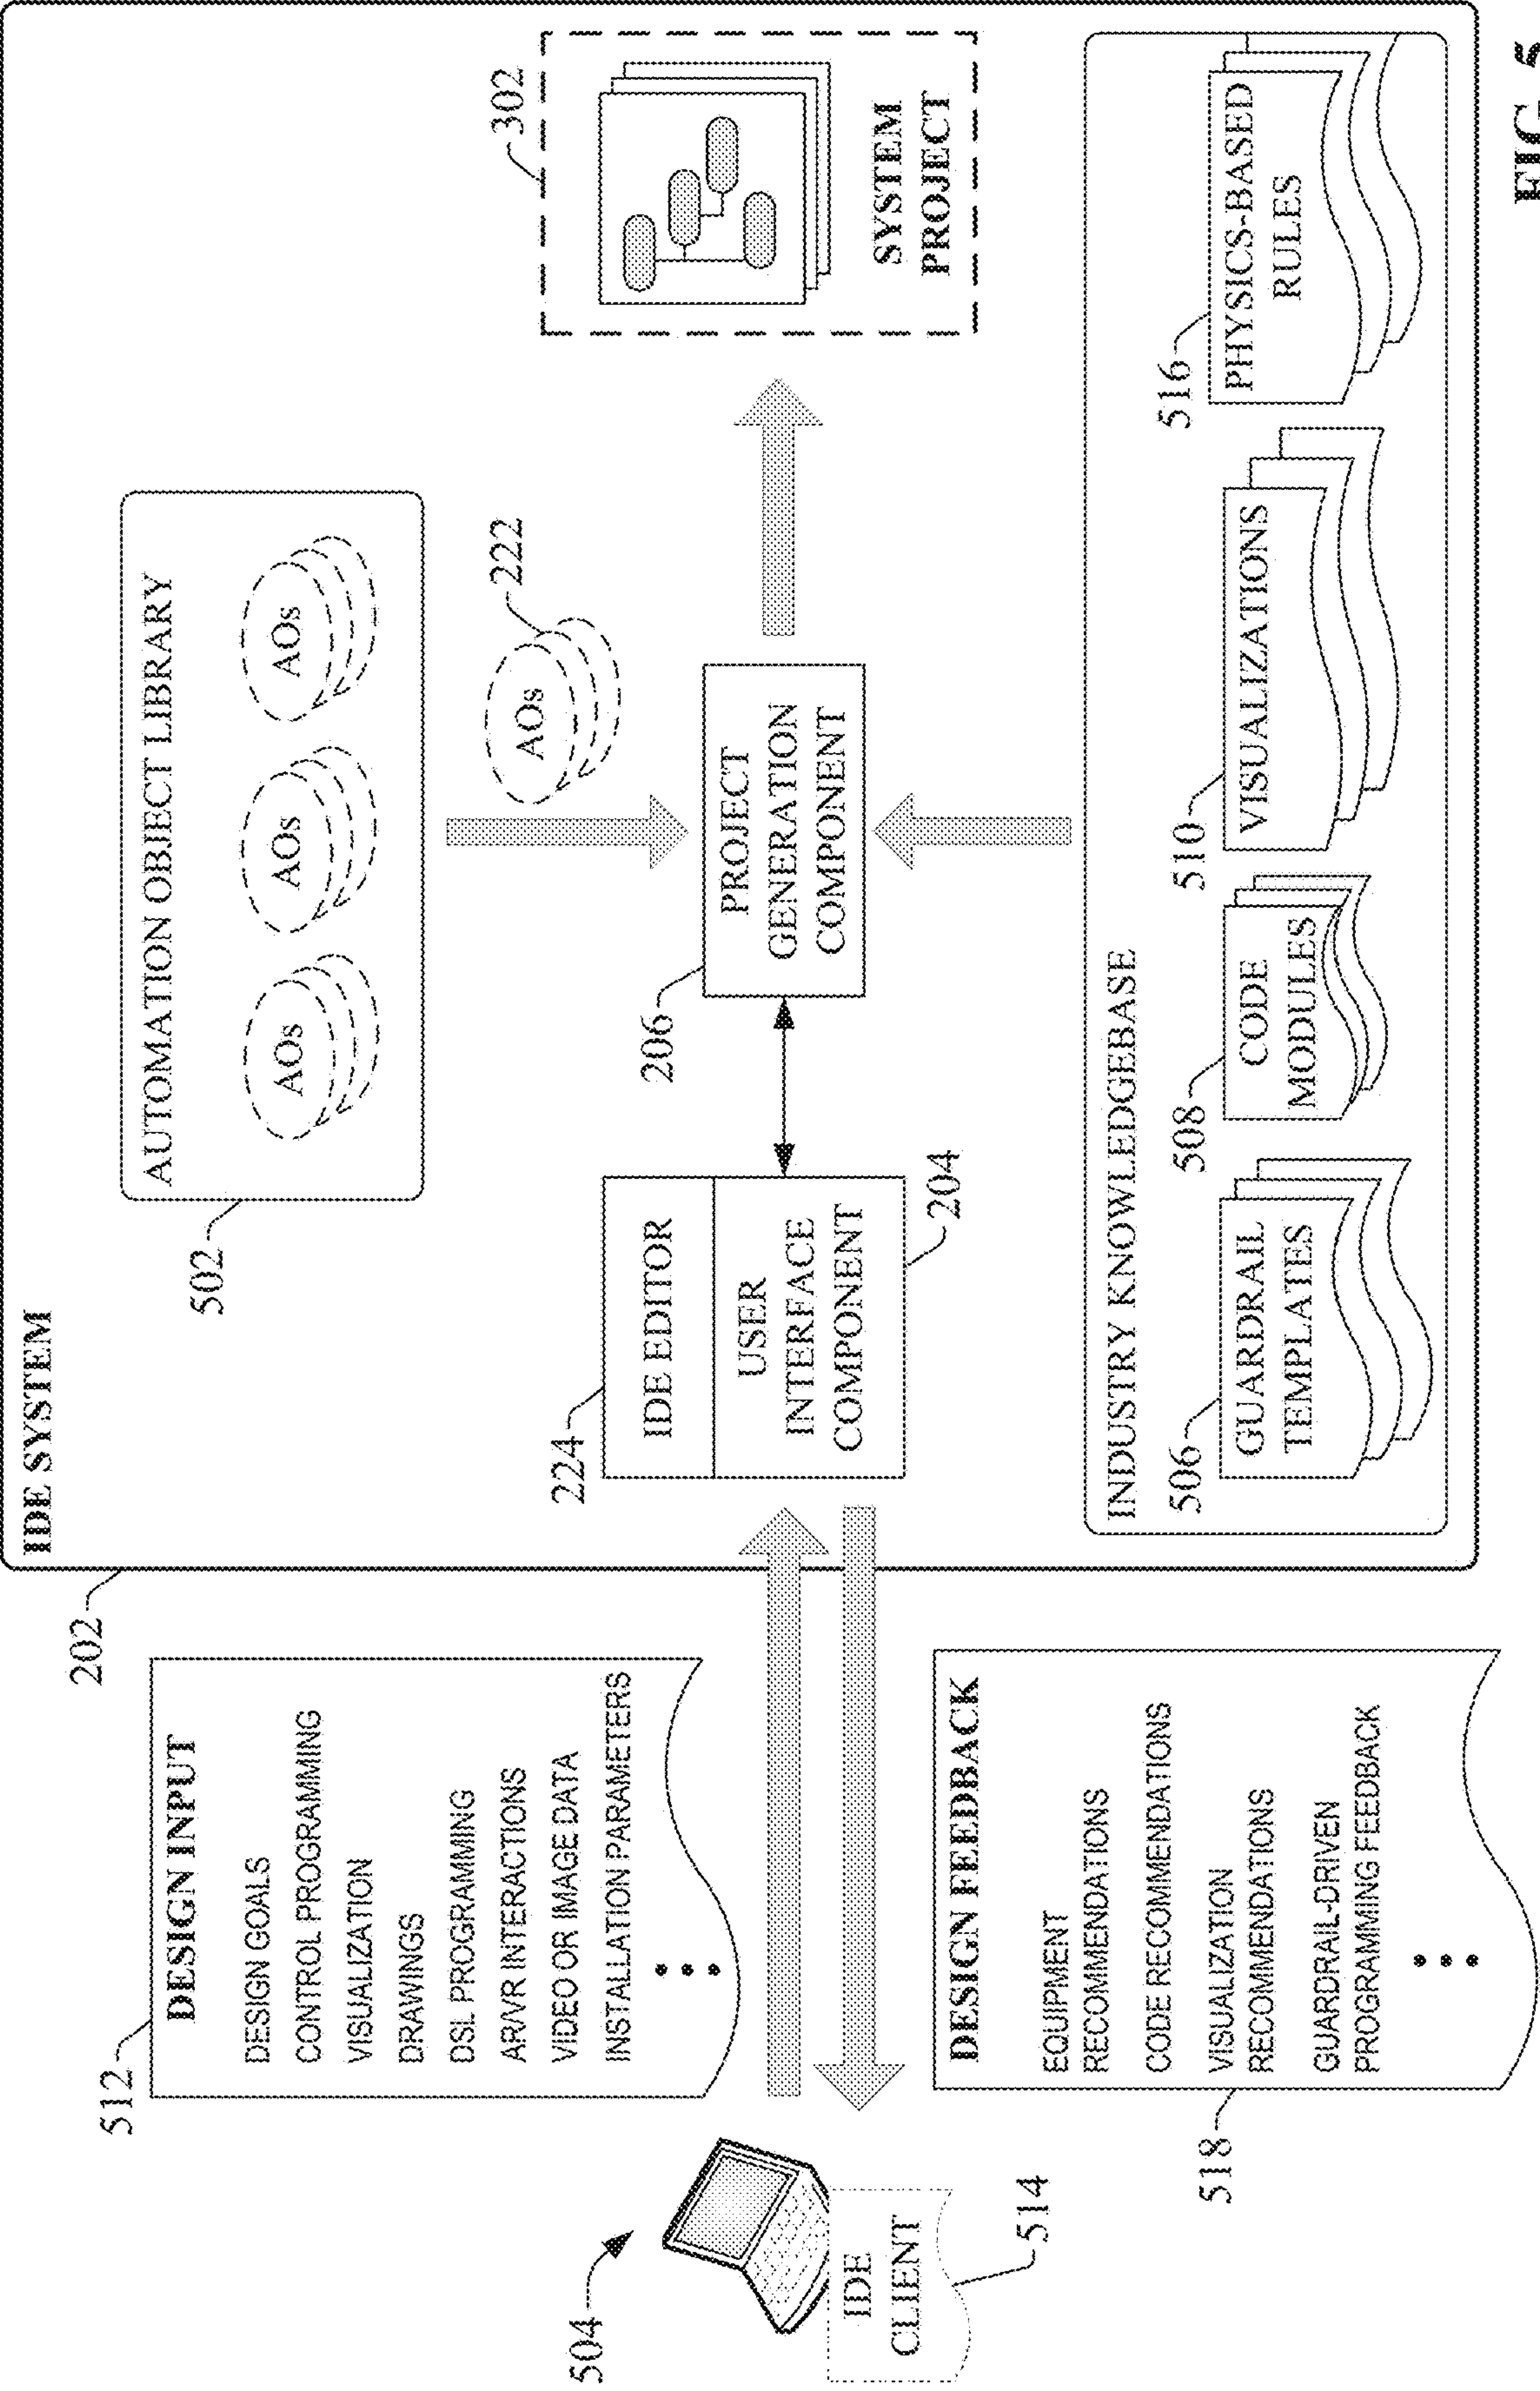 IDE SYSTEM
202
502
AUTOMATION OBJECT LIBRARY
AOs
AOs
AOs
AOs
222
302
SYSTEM
PROJECT
512
DESIGN INPUT
DESIGN GOALS
CONTROL PROGRAMMING
VISUALIZATION
DRAWINGS
DSL PROGRAMMING
AR/VR INTERACTIONS
VIDEO OR IMAGE DATA
INSTALLATION PARAMETERS
504
IDE
CLIENT
514
224
IDE EDITOR
USER
INTERFACE
COMPONENT
204
206
PROJECT
GENERATION
COMPONENT
518
DESIGN FEEDBACK
EQUIPMENT
RECOMMENDATIONS
CODE RECOMMENDATIONS
VISUALIZATION
RECOMMENDATIONS
GUARDRAIL-DRIVEN
PROGRAMMING FEEDBACK
INDUSTRY KNOWLEDGEBASE
506
GUARDRAIL
TEMPLATES
508
CODE
MODULES
510
VISUALIZATIONS
516
PHYSICS-BASED
RULES
FIG. 5